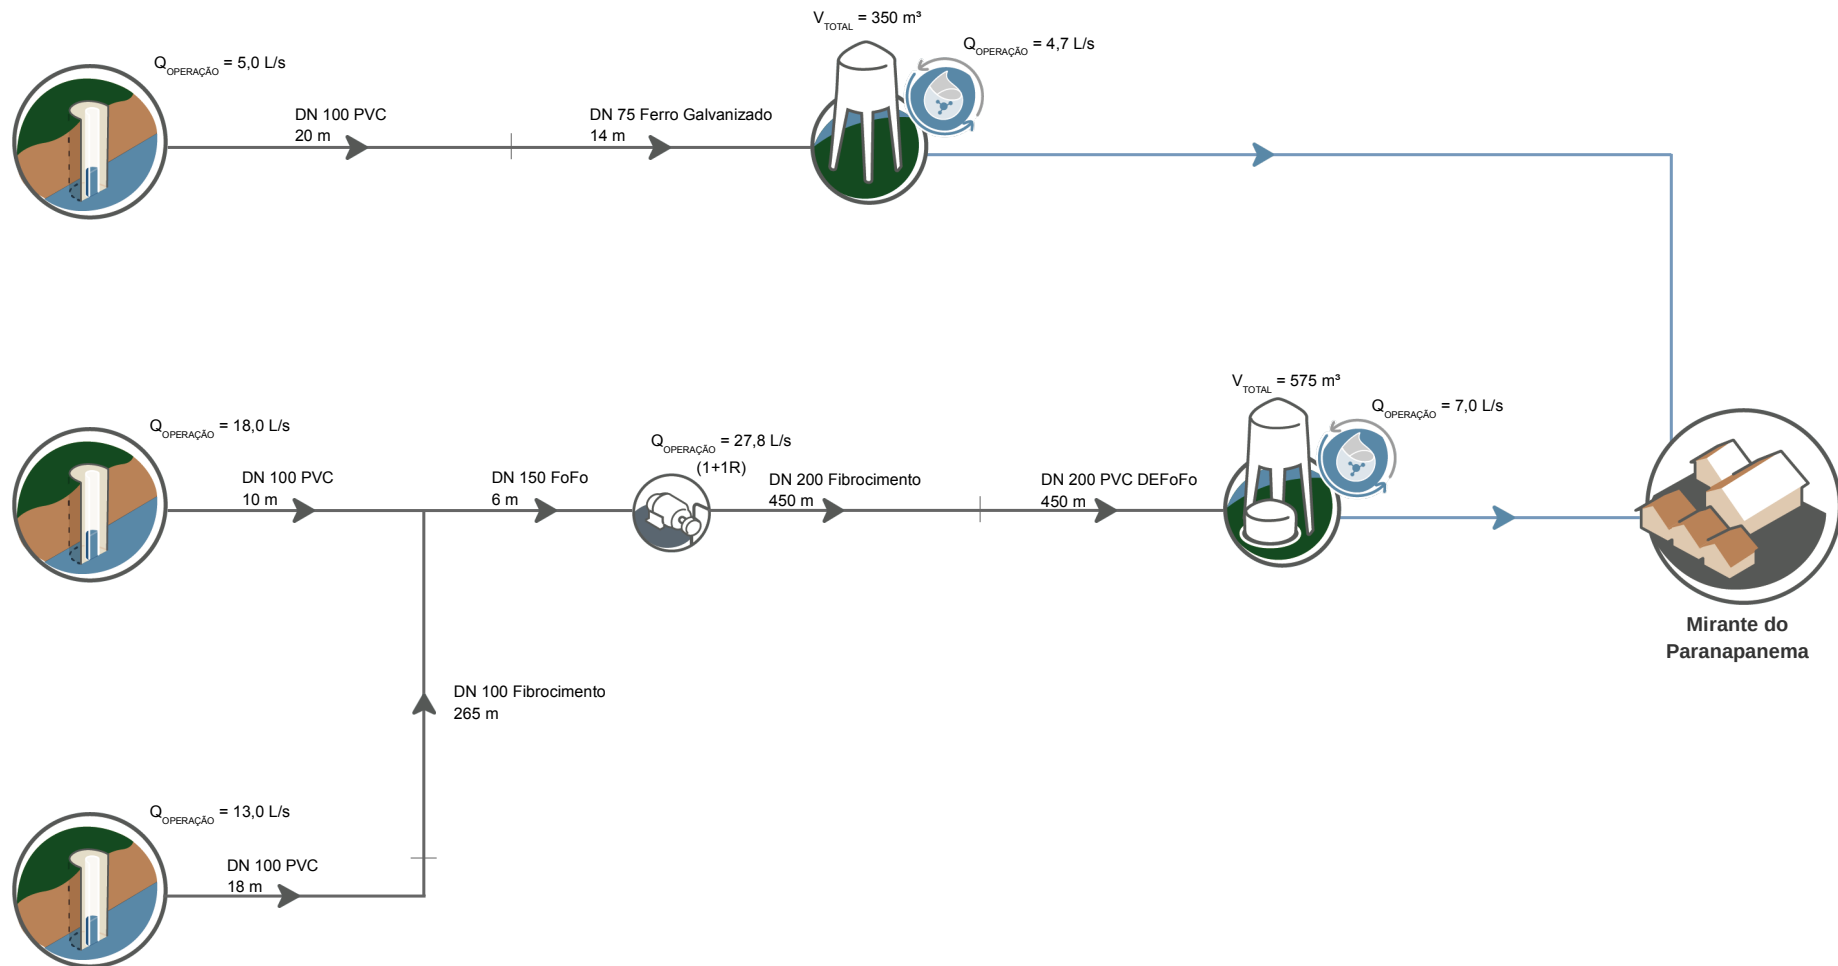 V_TOTAL = 350 m³
Q_OPERAÇÃO = 4,7 L/s
Q_OPERAÇÃO = 5,0 L/s
DN 100 PVC
20 m
DN 75 Ferro Galvanizado
14 m
V_TOTAL = 575 m³
Q_OPERAÇÃO = 7,0 L/s
Q_OPERAÇÃO = 18,0 L/s
Q_OPERAÇÃO = 27,8 L/s
(1+1R)
DN 100 PVC
10 m
DN 150 FoFo
6 m
DN 200 Fibrocimento
450 m
DN 200 PVC DEFoFo
450 m
Mirante do
Paranapanema
DN 100 Fibrocimento
265 m
Q_OPERAÇÃO = 13,0 L/s
DN 100 PVC
18 m